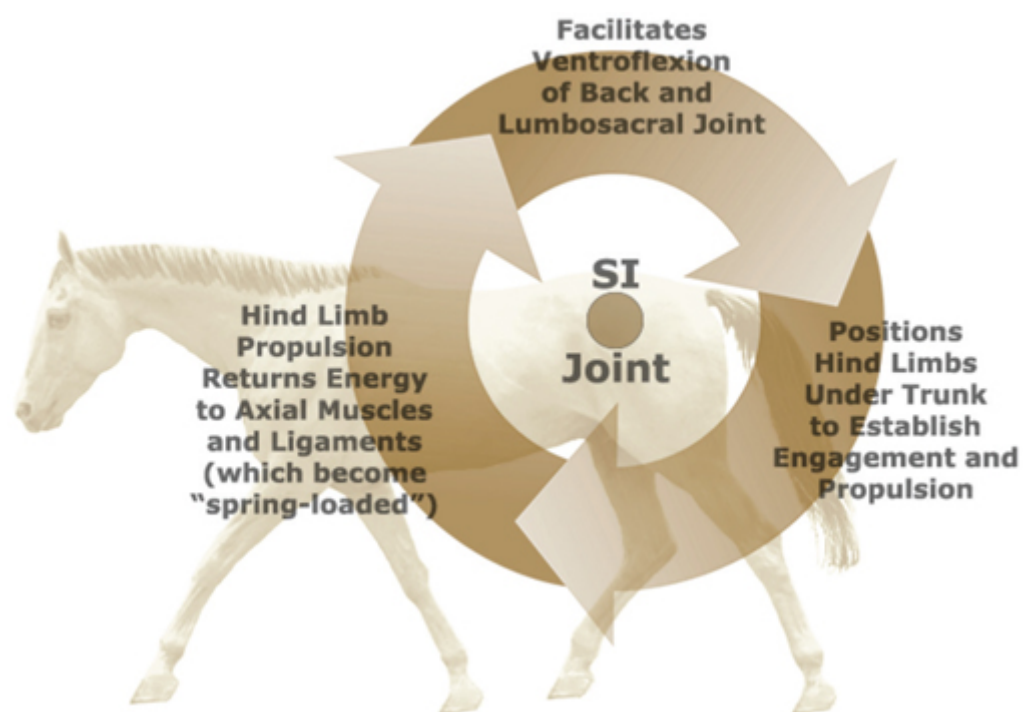 Facilitates
Ventroflexion
of Back and
Lumbosacral Joint
SI
Joint
Positions
Hind Limbs
Under Trunk
to Establish
Engagement and
Propulsion
Hind Limb
Propulsion
Returns Energy
to Axial Muscles
and Ligaments
(which become
“spring-loaded”)